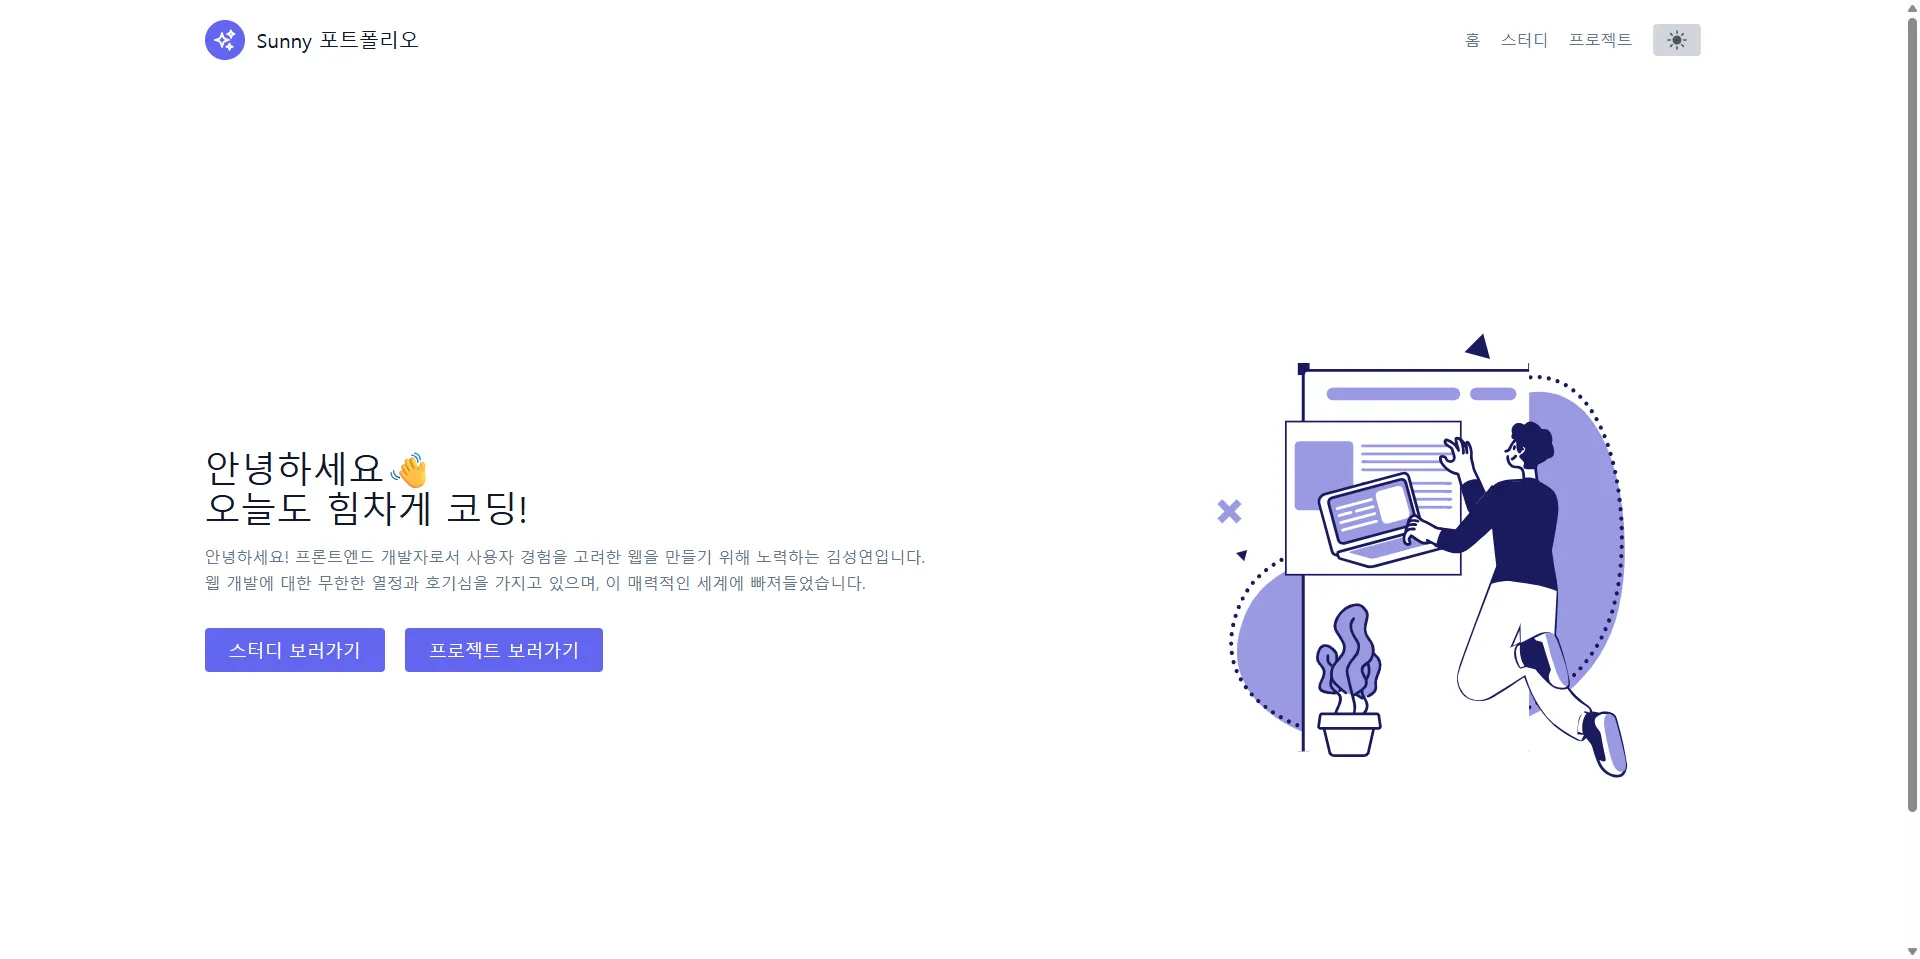 Sunny 포트폴리오
홈 스터디 프로젝트
안녕하세요👋
오늘도 힘차게 코딩!
안녕하세요! 프론트엔드 개발자로서 사용자 경험을 고려한 웹을 만들기 위해 노력하는 김성연입니다.
웹 개발에 대한 무한한 열정과 호기심을 가지고 있으며, 이 매력적인 세계에 빠져들었습니다.
스터디 보러가기 프로젝트 보러가기